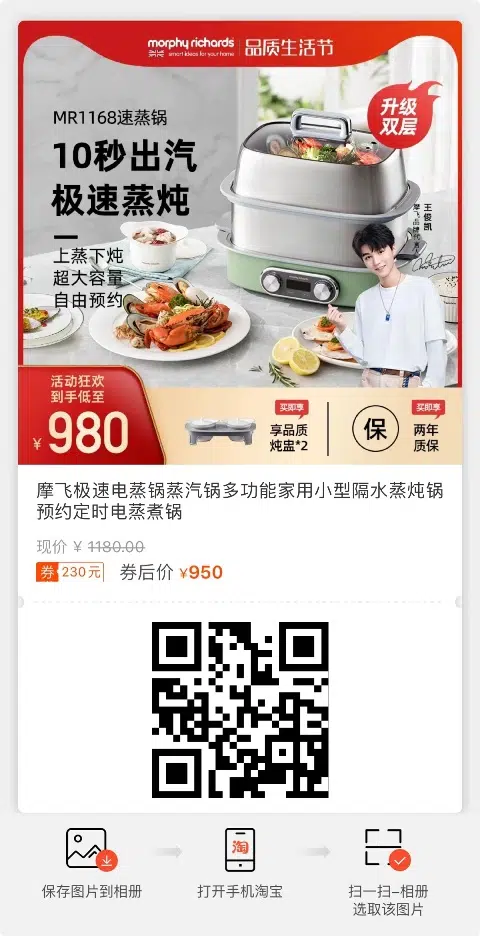 morphy richards
smart ideas for your home
品质生活节
升级
双层
MR1168速蒸锅
10秒出汽
极速蒸炖
上蒸下炖
超大容量
自由预约
王俊凯
摩飞品牌代言人
活动狂欢
到手低至
¥980
买即享
享品质
炖盅*2
保
买即享
两年
质保
摩飞极速电蒸锅蒸汽锅多功能家用小型隔水蒸炖锅
预约定时电蒸煮锅
现价 ¥ 1180.00
券 230元 券后价 ¥950
淘
保存图片到相册
打开手机淘宝
扫一扫-相册
选取该图片